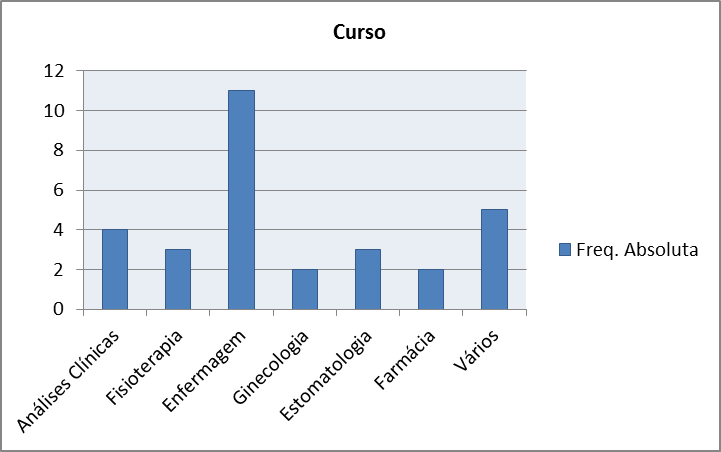 Curso
12
10
8
6
4
2
0
Análises Clínicas
Fisioterapia
Enfermagem
Ginecologia
Estomatologia
Farmácia
Vários
Freq. Absoluta